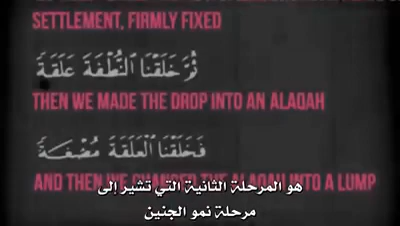 SETTLEMENT, FIRMLY FIXED
ثُمَّ خَلَقْنَا النُّطْفَةَ عَلَقَةً
THEN WE MADE THE DROP INTO AN ALAQAH
فَخَلَقْنَا الْعَلَقَةَ مُضْغَةً
AND THEN WE CHANGED THE ALAQAH INTO A LUMP
هو المرحلة الثانية التي تشير إلى
مرحلة نمو الجنين